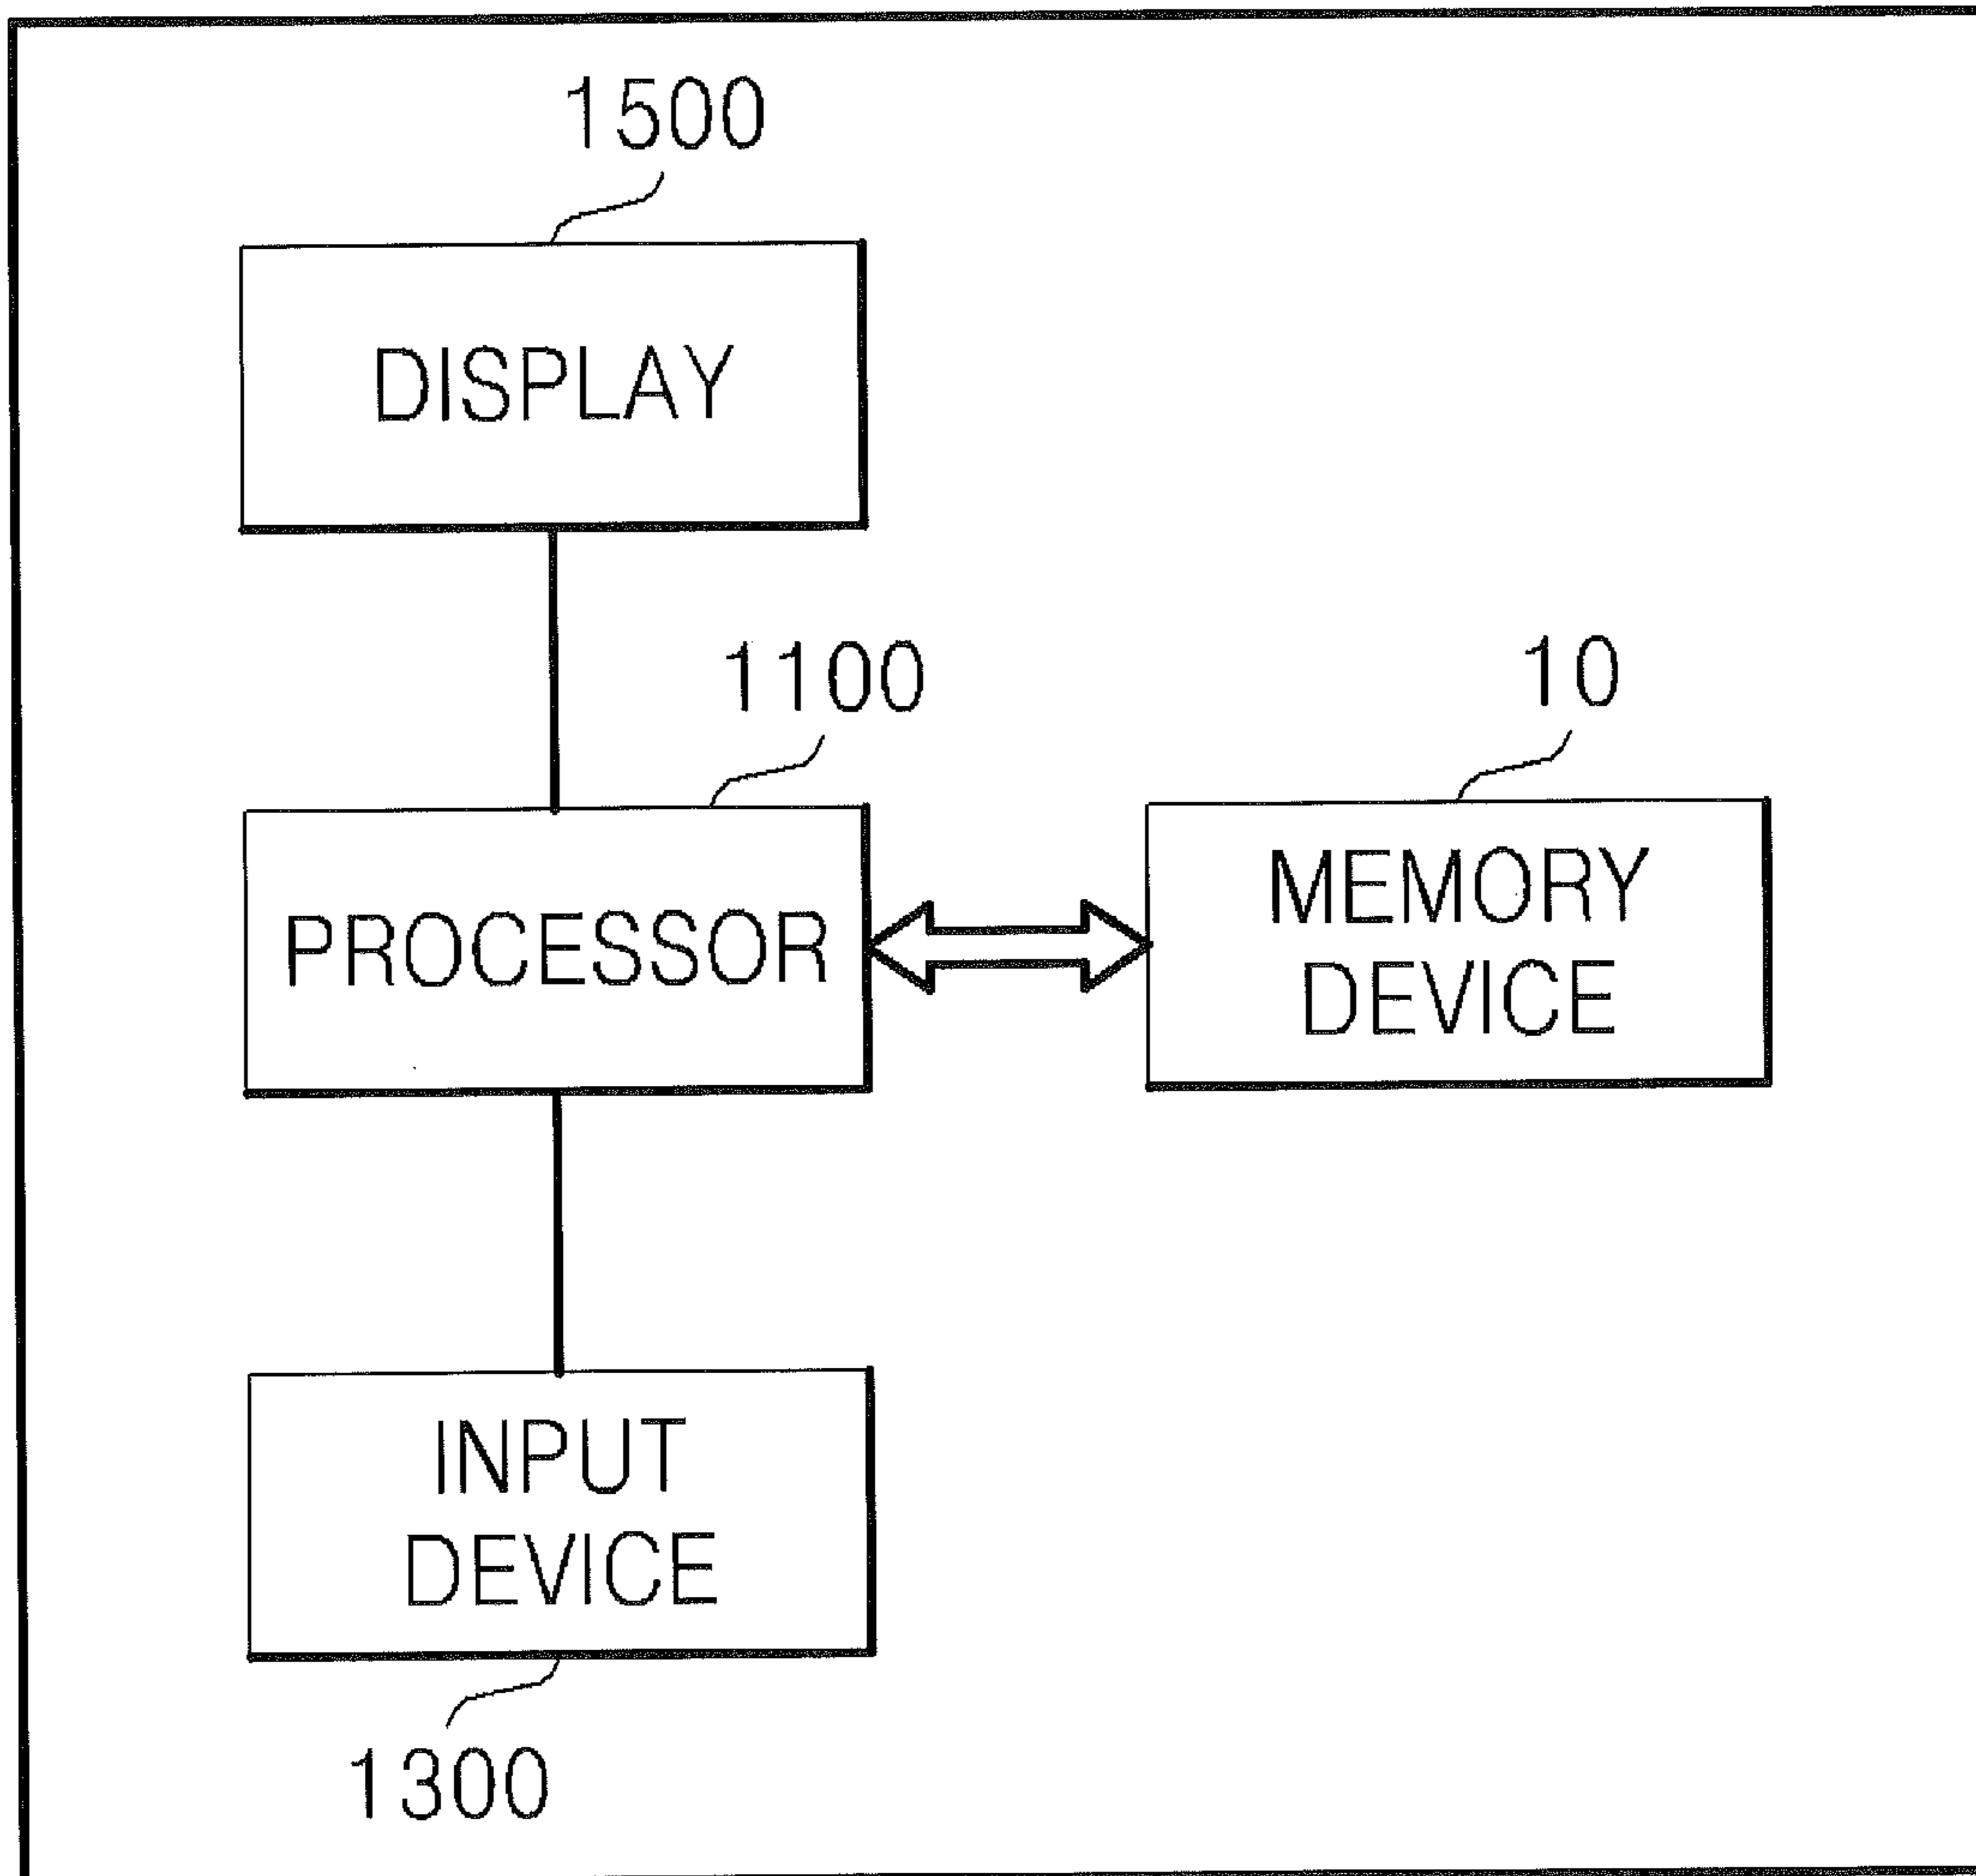 1500
DISPLAY
1100
10
PROCESSOR
MEMORY
DEVICE
INPUT
DEVICE
1300